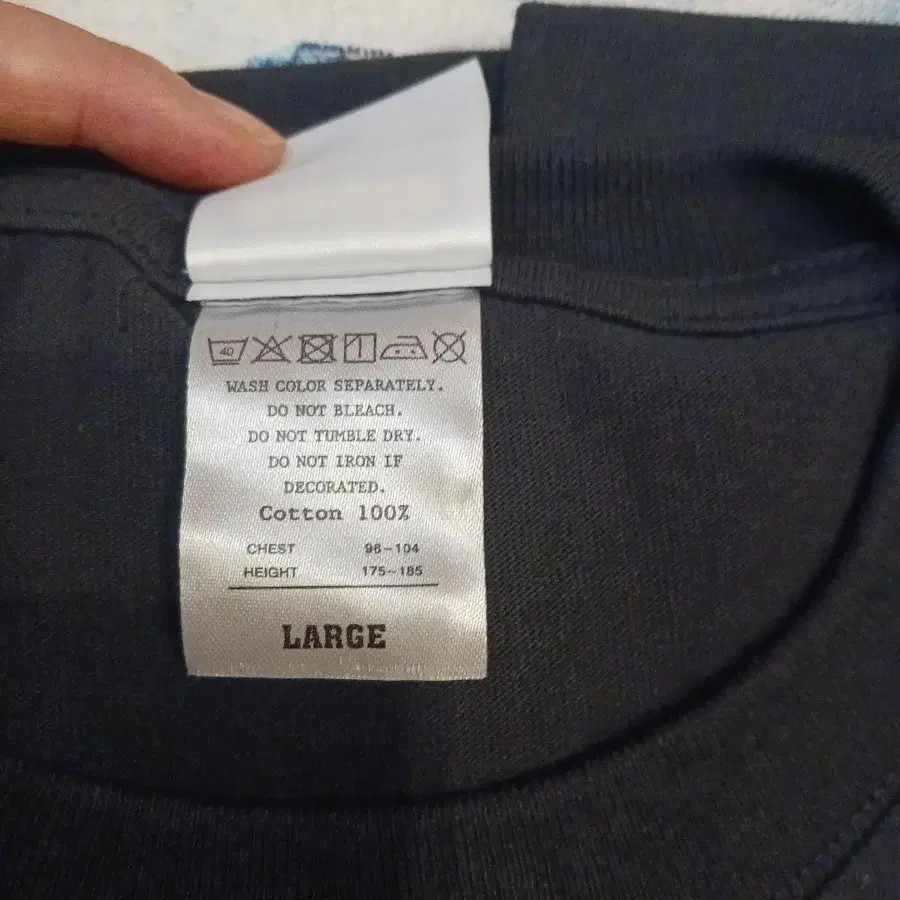 40
WASH COLOR SEPARATELY.
DO NOT BLEACH.
DO NOT TUMBLE DRY.
DO NOT IRON IF
DECORATED.
Cotton 100%
CHEST 96~104
HEIGHT 175~185
LARGE